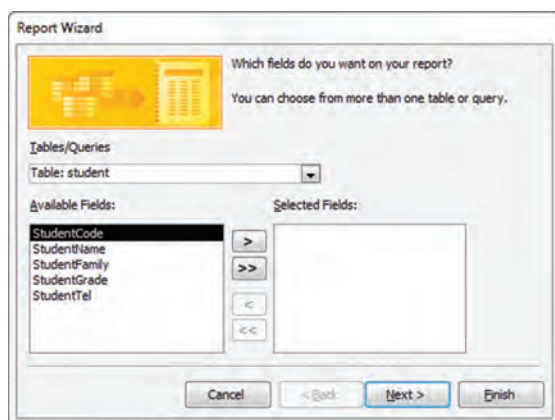 Report Wizard
Which fields do you want on your report?
You can choose from more than one table or query.
Tables/Queries
Table: student
Available Fields:
Selected Fields:
StudentCode
StudentName
StudentFamily
StudentGrade
StudentTel
>
>>
<
<<
Cancel
< Back
Next >
Finish